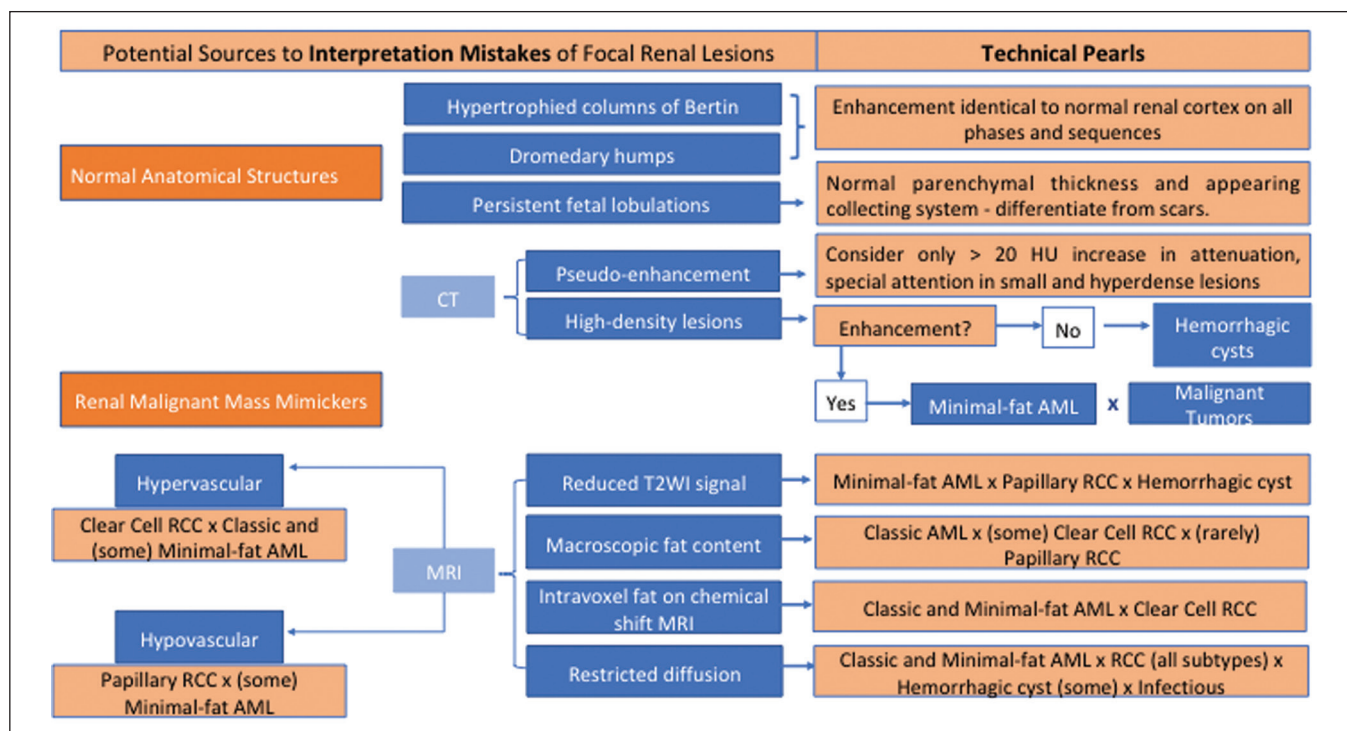 Potential Sources to Interpretation Mistakes of Focal Renal Lesions
Technical Pearls
Normal Anatomical Structures
Hypertrophied columns of Bertin
Dromedary humps
Enhancement identical to normal renal cortex on all
phases and sequences
Persistent fetal lobulations
Normal parenchymal thickness and appearing
collecting system - differentiate from scars.
Renal Malignant Mass Mimickers
CT
Pseudo-enhancement
Consider only > 20 HU increase in attenuation,
special attention in small and hyperdense lesions
High-density lesions
Enhancement?
No
Hemorrhagic
cysts
Yes
Minimal-fat AML
x
Malignant
Tumors
MRI
Hypervascular
Clear Cell RCC x Classic and
(some) Minimal-fat AML
Hypovascular
Papillary RCC x (some)
Minimal-fat AML
Reduced T2WI signal
Minimal-fat AML x Papillary RCC x Hemorrhagic cyst
Macroscopic fat content
Classic AML x (some) Clear Cell RCC x (rarely)
Papillary RCC
Intravoxel fat on chemical
shift MRI
Classic and Minimal-fat AML x Clear Cell RCC
Restricted diffusion
Classic and Minimal-fat AML x RCC (all subtypes) x
Hemorrhagic cyst (some) x Infectious